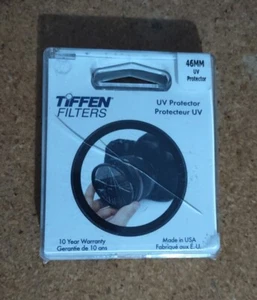 46MM
UV
Protector
TIFFEN
FILTERS
UV Protector
Protecteur UV
10 Year Warranty
Garantie de 10 ans
Made in USA
Fabriqué aux E.U.